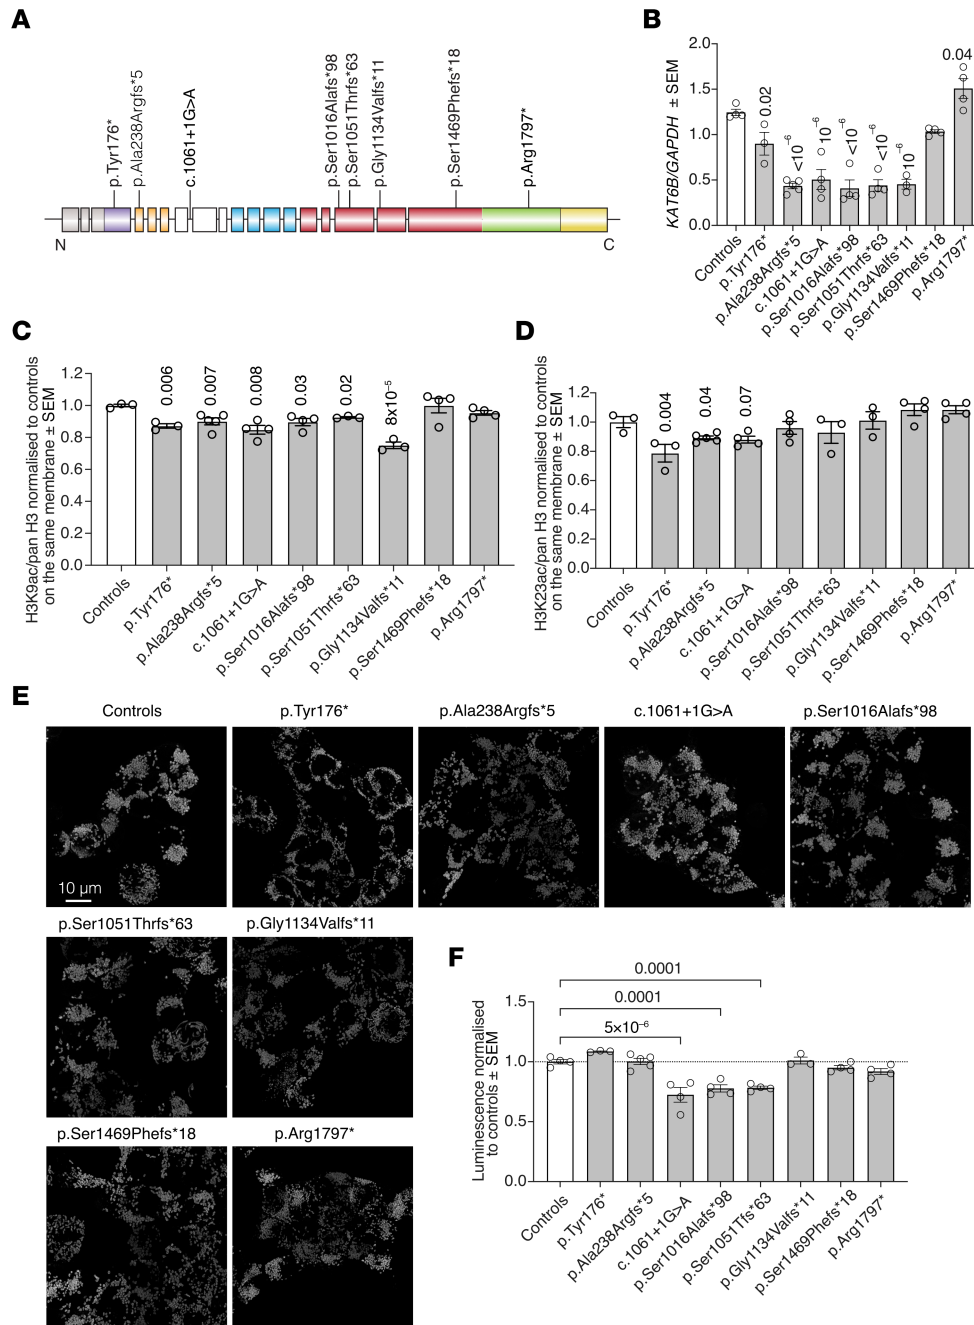 A
p.Tyr176*
p.Ala238Argfs*5
c.1061+1G>A
p.Ser1016Alafs*98
p.Ser1051Thrfs*63
p.Gly1134Valfs*11
p.Ser1469Phefs*18
p.Arg1797*
N
C
B
KAT6B/GAPDH ± SEM
2.0
1.5
1.0
0.5
0.0
0.02
<10⁻⁶
10⁻⁶
<10⁻⁶
<10⁻⁶
10⁻⁶
0.04
Controls
p.Tyr176*
p.Ala238Argfs*5
c.1061+1G>A
p.Ser1016Alafs*98
p.Ser1051Thrfs*63
p.Gly1134Valfs*11
p.Ser1469Phefs*18
p.Arg1797*
C
H3K9ac/pan H3 normalised to controls
on the same membrane ± SEM
1.2
1.0
0.8
0.6
0.4
0.2
0.0
0.006
0.007
0.008
0.03
0.02
8x10⁻⁵
Controls
p.Tyr176*
p.Ala238Argfs*5
c.1061+1G>A
p.Ser1016Alafs*98
p.Ser1051Thrfs*63
p.Gly1134Valfs*11
p.Ser1469Phefs*18
p.Arg1797*
D
H3K23ac/pan H3 normalised to controls
on the same membrane ± SEM
1.2
1.0
0.8
0.6
0.4
0.2
0.0
0.004
0.04
0.07
Controls
p.Tyr176*
p.Ala238Argfs*5
c.1061+1G>A
p.Ser1016Alafs*98
p.Ser1051Thrfs*63
p.Gly1134Valfs*11
p.Ser1469Phefs*18
p.Arg1797*
E
Controls
p.Tyr176*
p.Ala238Argfs*5
c.1061+1G>A
p.Ser1016Alafs*98
10 µm
p.Ser1051Thrfs*63
p.Gly1134Valfs*11
p.Ser1469Phefs*18
p.Arg1797*
F
Luminescence normalised
to controls ± SEM
0.0001
0.0001
5×10⁻⁶
1.5
1.0
0.5
0.0
Controls
p.Tyr176*
p.Ala238Argfs*5
c.1061+1G>A
p.Ser1016Alafs*98
p.Ser1051Tfs*63
p.Gly1134Valfs*11
p.Ser1469Phefs*18
p.Arg1797*